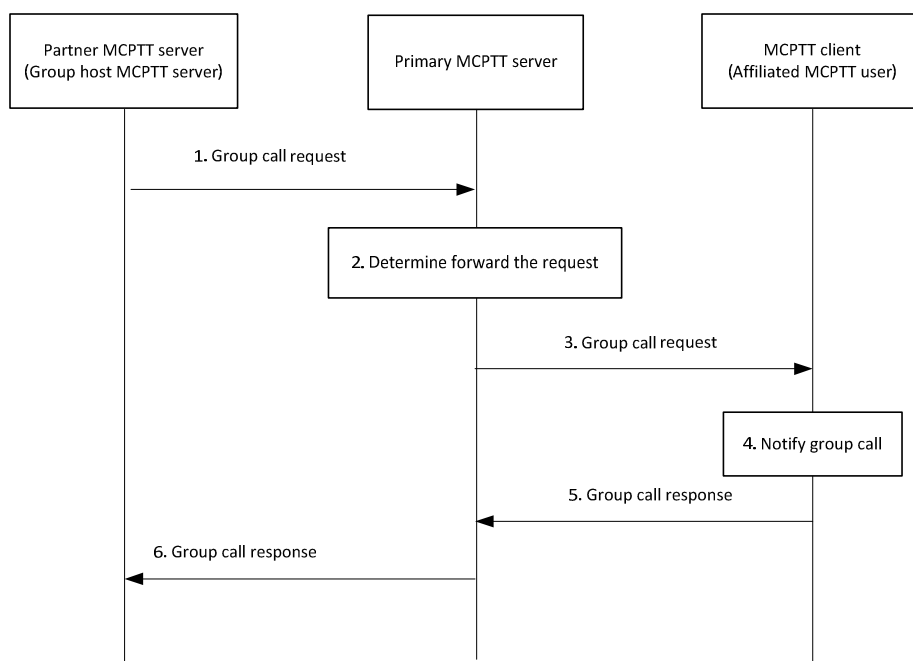 Partner MCPTT server
(Group host MCPTT server)
Primary MCPTT server
MCPTT client
(Affiliated MCPTT user)
1. Group call request
2. Determine forward the request
3. Group call request
4. Notify group call
5. Group call response
6. Group call response